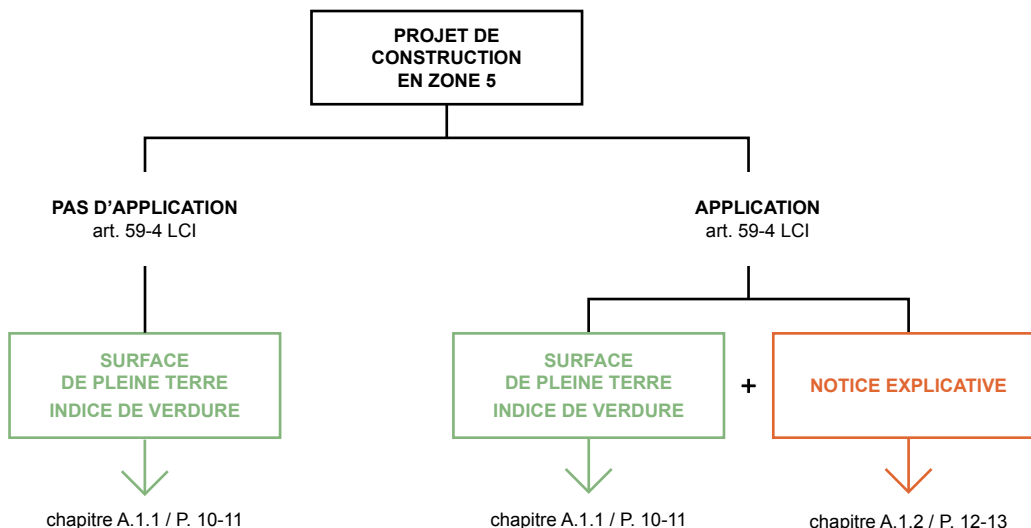 PROJET DE
CONSTRUCTION
EN ZONE 5
PAS D'APPLICATION
art. 59-4 LCI
APPLICATION
art. 59-4 LCI
SURFACE
DE PLEINE TERRE
INDICE DE VERDURE
SURFACE
DE PLEINE TERRE
INDICE DE VERDURE
+
NOTICE EXPLICATIVE
chapitre A.1.1 / P. 10-11
chapitre A.1.1 / P. 10-11
chapitre A.1.2 / P. 12-13